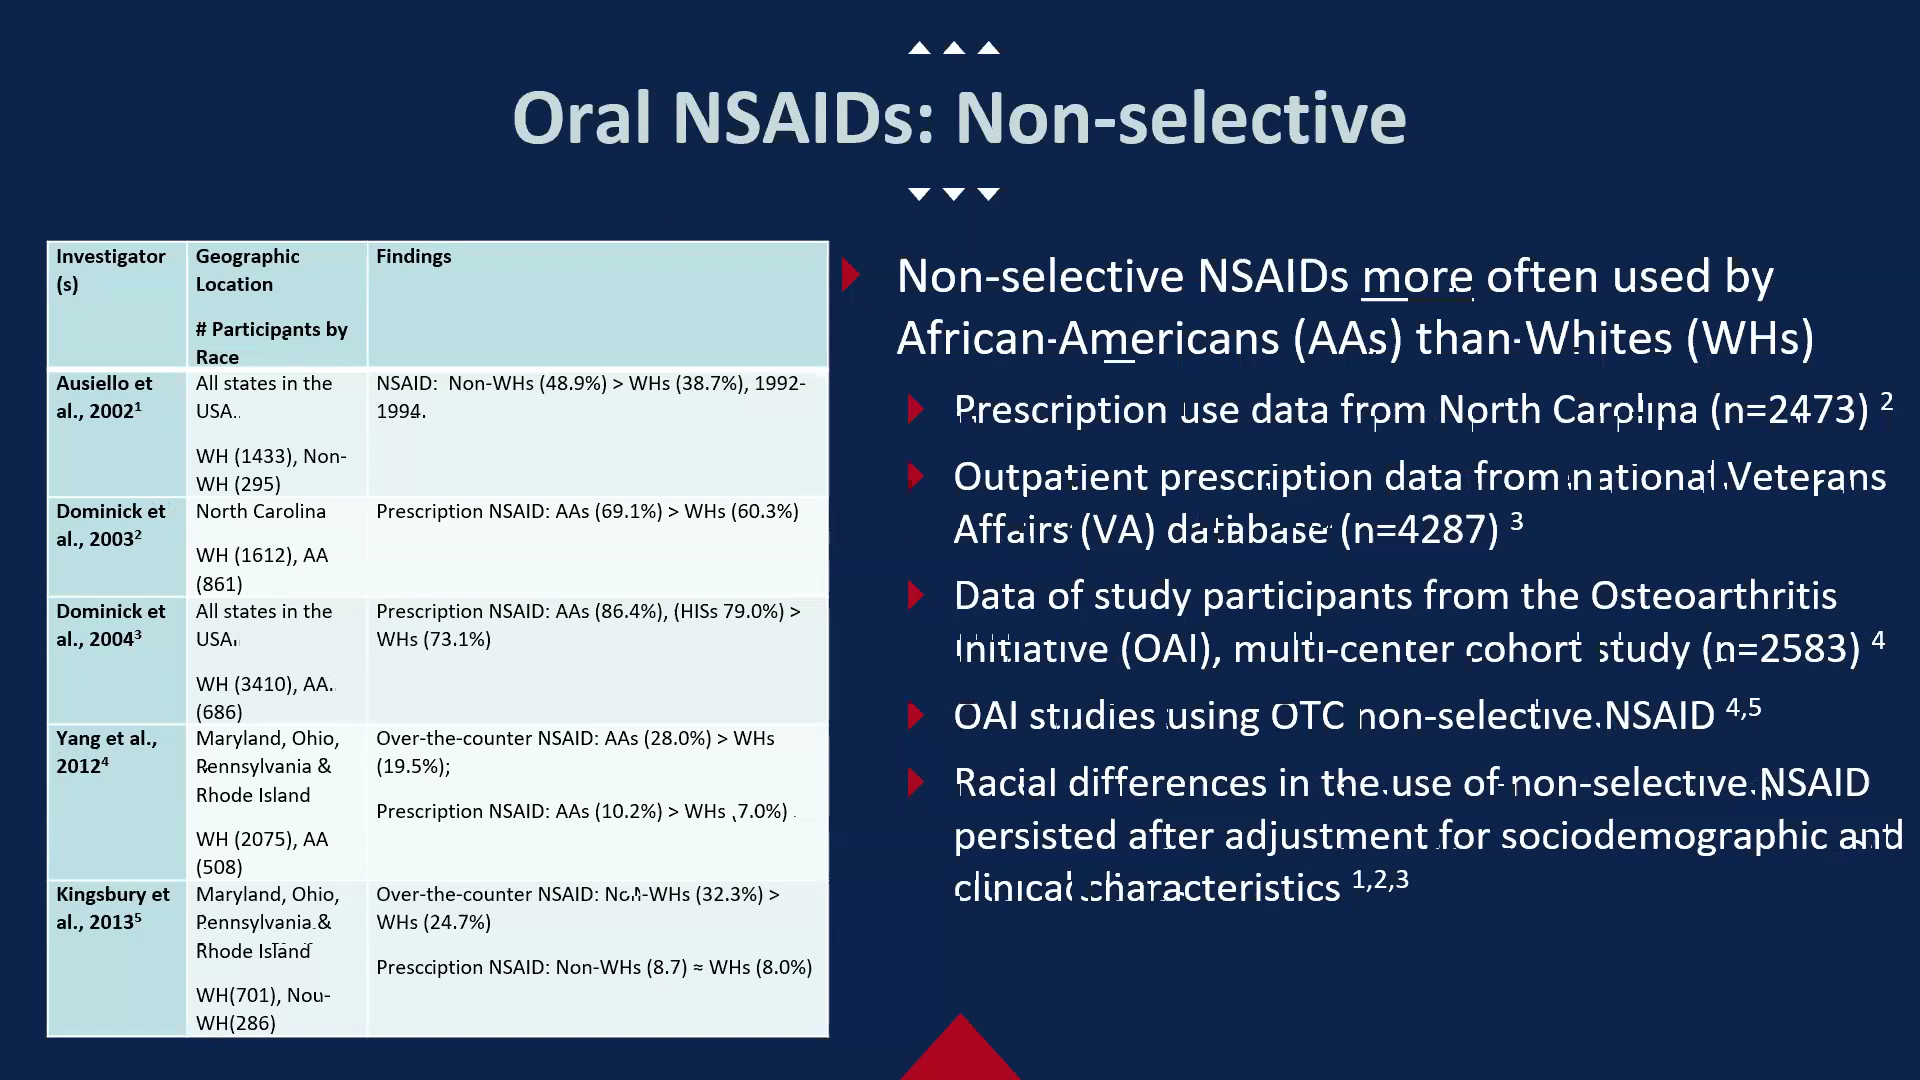 Oral NSAIDs: Non-selective
Investigator
(s)
Geographic
Location
# Participants by
Race
Findings
Ausiello et
al., 2002¹
All states in the
USA..
WH (1433), Non-
WH (295)
NSAID:  Non-WHs (48.9%) > WHs (38.7%), 1992-
1994.
Dominick et
al., 2003²
North Carolina
WH (1612), AA
(861)
Prescription NSAID: AAs (69.1%) > WHs (60.3%)
Dominick et
al., 2004³
All states in the
USA
WH (3410), AA
(686)
Prescription NSAID: AAs (86.4%), (HISs 79.0%) >
WHs (73.1%)
Yang et al.,
2012⁴
Maryland, Ohio,
Pennsylvania &
Rhode Island
WH (2075), AA
(508)
Over-the-counter NSAID: AAs (28.0%) > WHs
(19.5%);
Prescription NSAID: AAs (10.2%) > WHs (7.0%)
Kingsbury et
al., 2013⁵
Maryland, Ohio,
Pennsylvania &
Rhode Island
WH(701), Non-
WH(286)
Over-the-counter NSAID: Non-WHs (32.3%) >
WHs (24.7%)
Prescription NSAID: Non-WHs (8.7) ≈ WHs (8.0%)
Non-selective NSAIDs more often used by
African-Americans (AAs) than Whites (WHs)
Prescription use data from North Carolina (n=2473) ²
Outpatient prescription data from national Veterans
Affairs (VA) database (n=4287) ³
Data of study participants from the Osteoarthritis
Initiative (OAI), multi-center cohort study (n=2583) ⁴
OAI studies using OTC non-selective NSAID ⁴,⁵
Racial differences in the use of non-selective NSAID
persisted after adjustment for sociodemographic and
clinical characteristics ¹,²,³